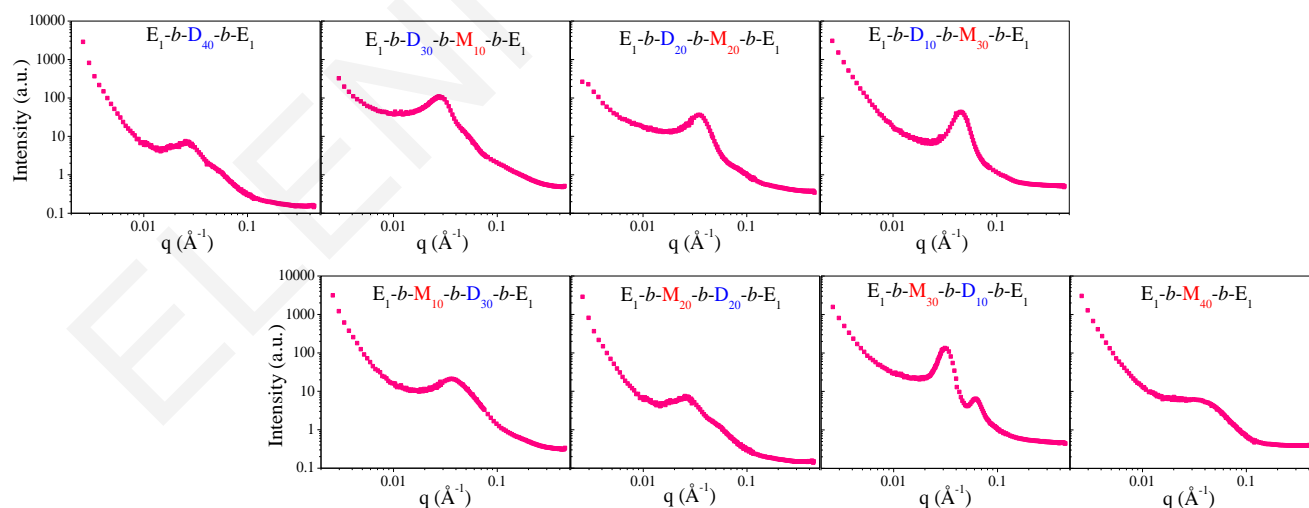 E₁-b-D₄₀-b-E₁ E₁-b-D₃₀-b-M₁₀-b-E₁ E₁-b-D₂₀-b-M₂₀-b-E₁ E₁-b-D₁₀-b-M₃₀-b-E₁
10000
1000
100
10
1
0.1
Intensity (a.u.)
0.01 0.1 0.01 0.1 0.01 0.1 0.01 0.1
q (Å⁻¹) q (Å⁻¹) q (Å⁻¹) q (Å⁻¹)
E₁-b-M₁₀-b-D₃₀-b-E₁ E₁-b-M₂₀-b-D₂₀-b-E₁ E₁-b-M₃₀-b-D₁₀-b-E₁ E₁-b-M₄₀-b-E₁
10000
1000
100
10
1
0.1
Intensity (a.u.)
0.01 0.1 0.01 0.1 0.01 0.1 0.01 0.1
q (Å⁻¹) q (Å⁻¹) q (Å⁻¹) q (Å⁻¹)
ELENI